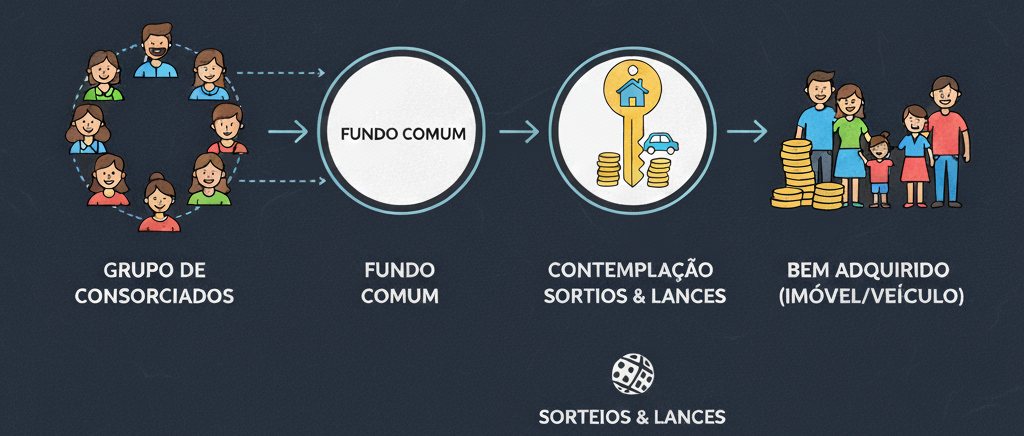 FUNDO COMUM
GRUPO DE
CONSORCIADOS
FUNDO
COMUM
CONTEMPLAÇÃO
SORTIOS & LANCES
BEM ADQUIRIDO
(IMÓVEL/VEÍCULO)
SORTEIOS & LANCES